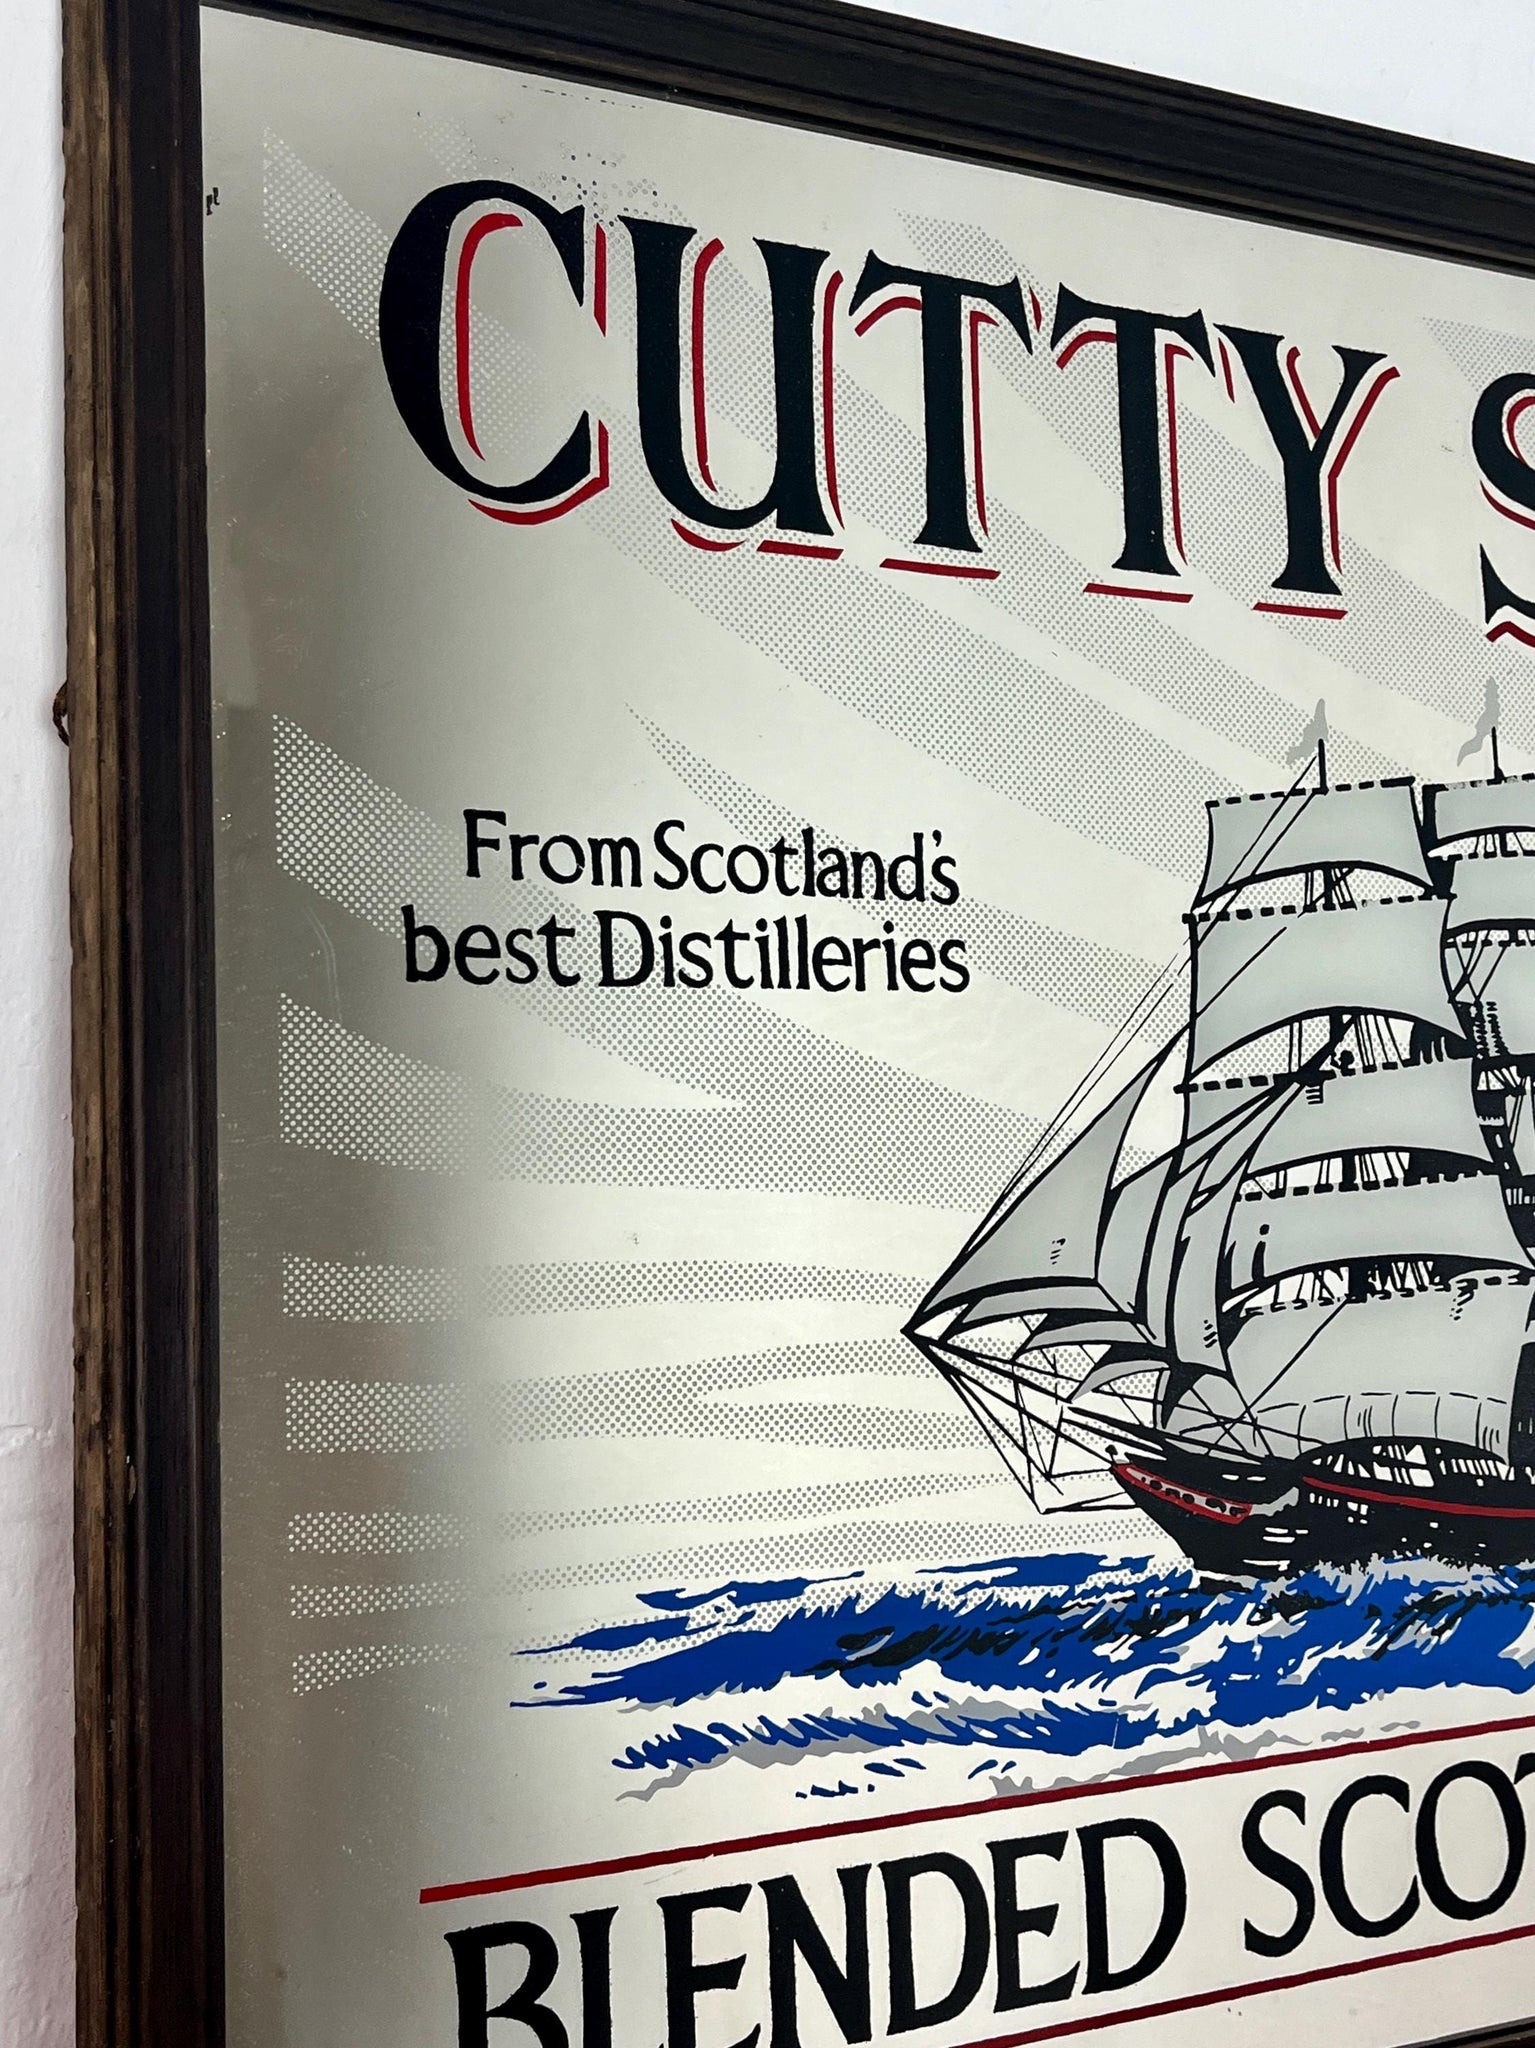 CUTTY S
From Scotland's
best Distilleries
BLENDED SCOT